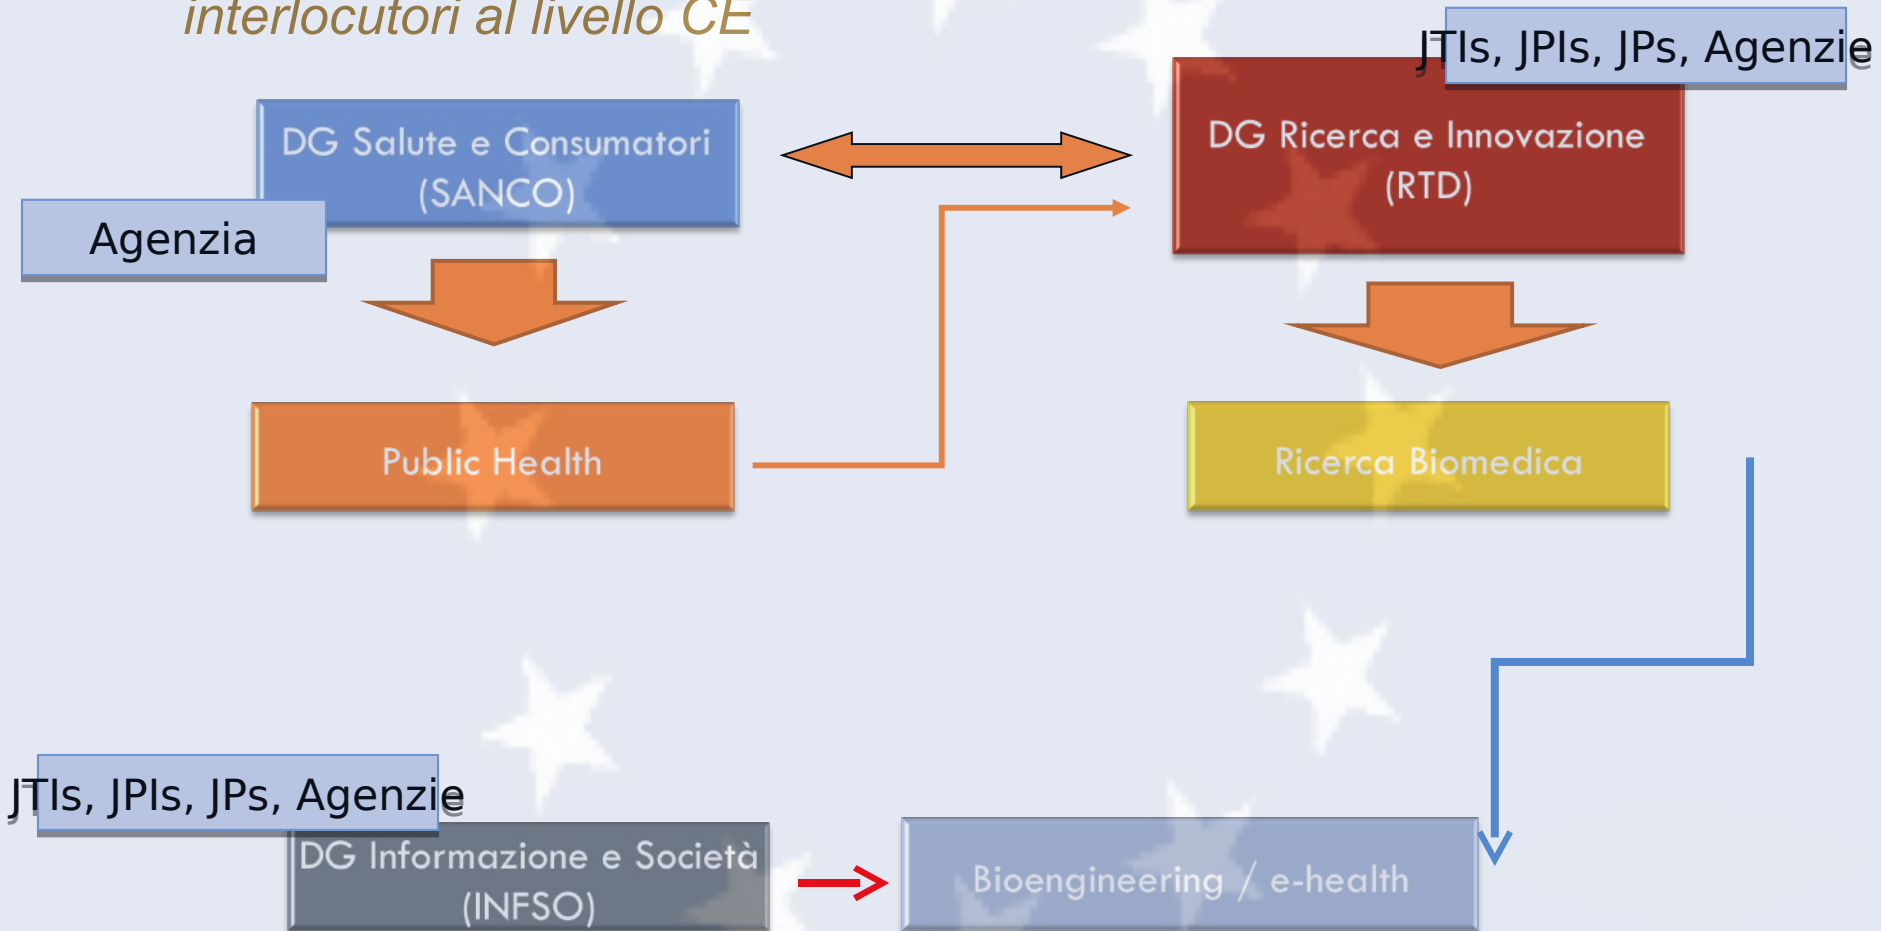 interlocutori al livello CE
JTIs, JPIs, JPs, Agenzie
DG Salute e Consumatori
(SANCO)
DG Ricerca e Innovazione
(RTD)
Agenzia
Public Health
Ricerca Biomedica
JTIs, JPIs, JPs, Agenzie
DG Informazione e Società
(INFSO)
Bioengineering / e-health